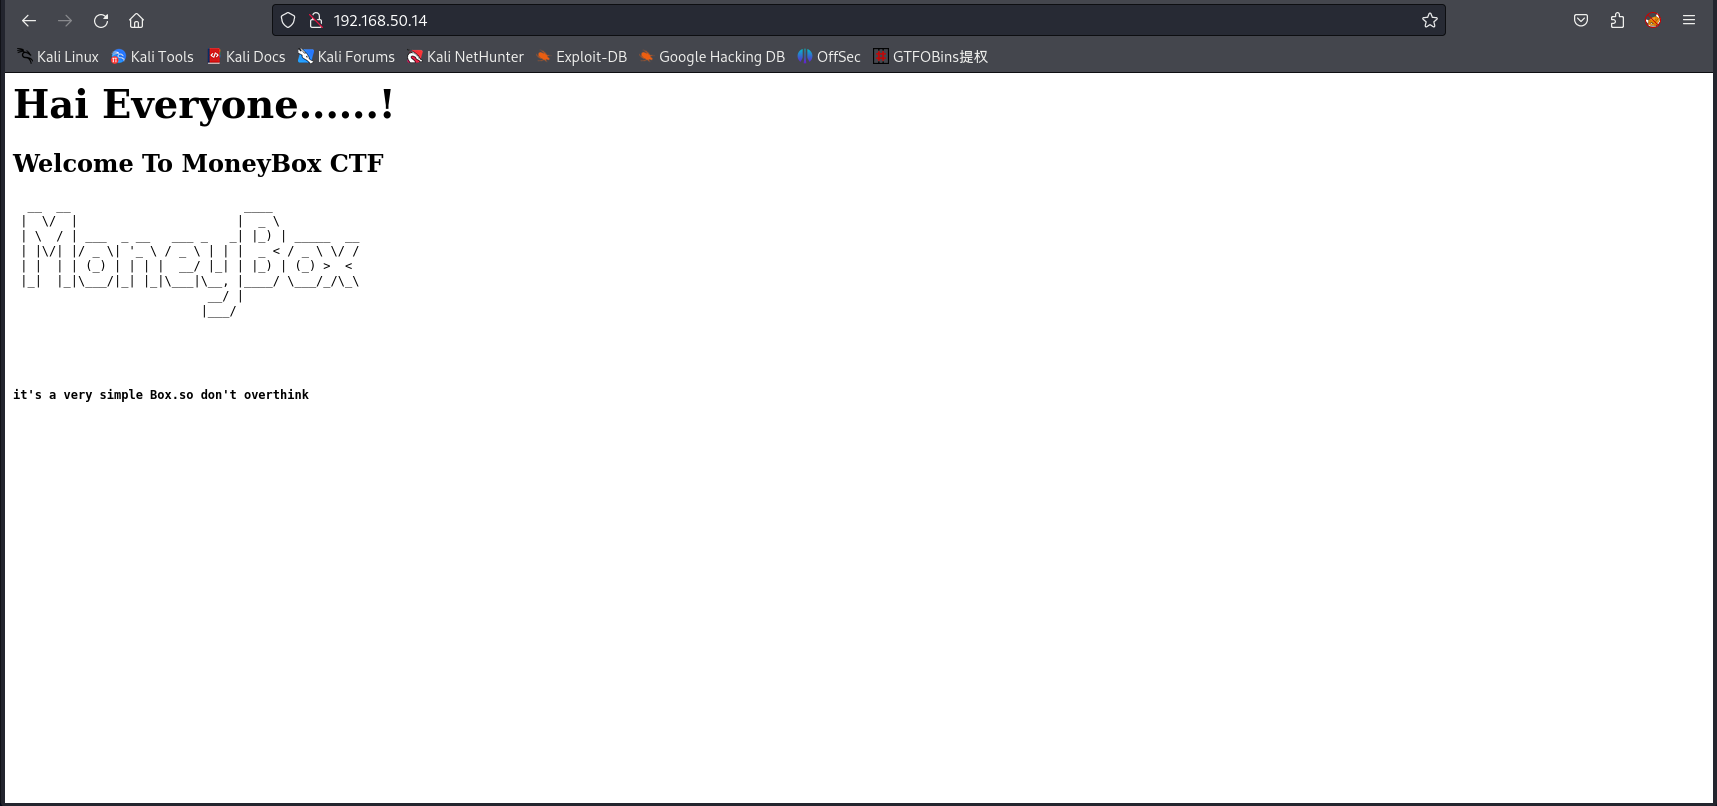 192.168.50.14
Kali Linux Kali Tools Kali Docs Kali Forums Kali NetHunter Exploit-DB Google Hacking DB OffSec GTFOBins提权
Hai Everyone......!
Welcome To MoneyBox CTF
MoneyBox
it's a very simple Box.so don't overthink